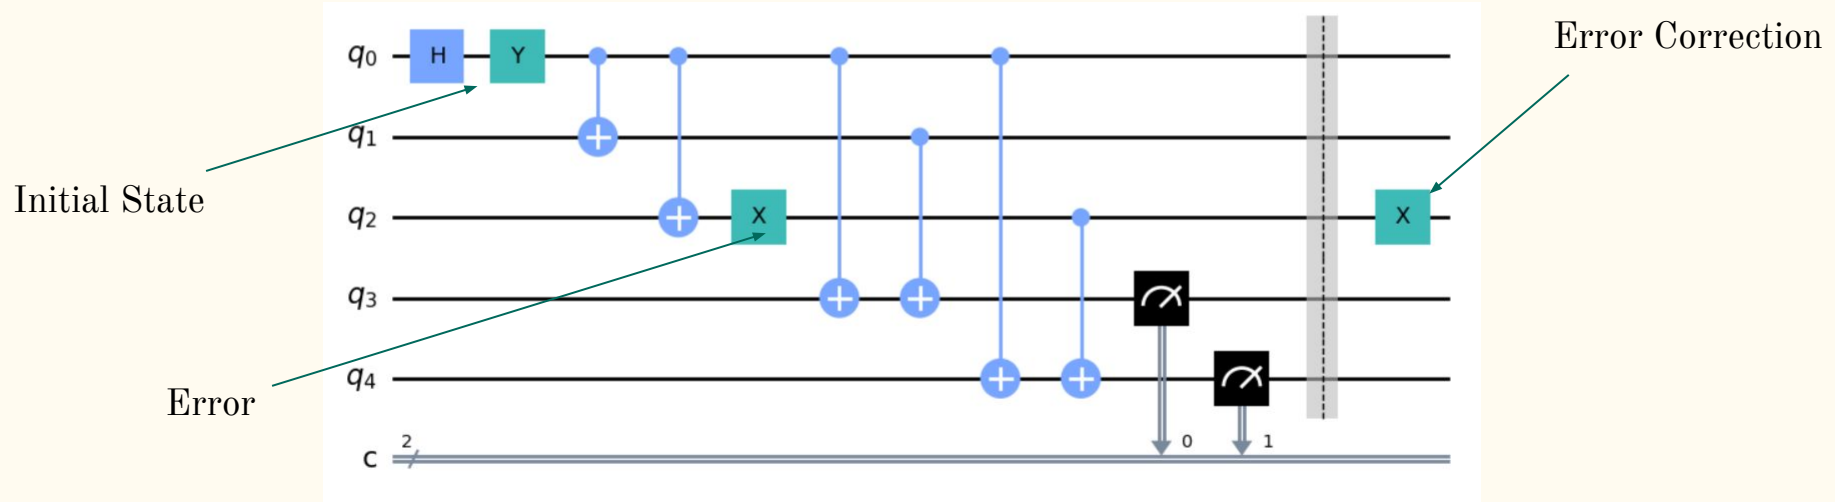 Error Correction
q0 H Y
q1
Initial State
q2 X X
q3
q4
Error
2 0 1
c